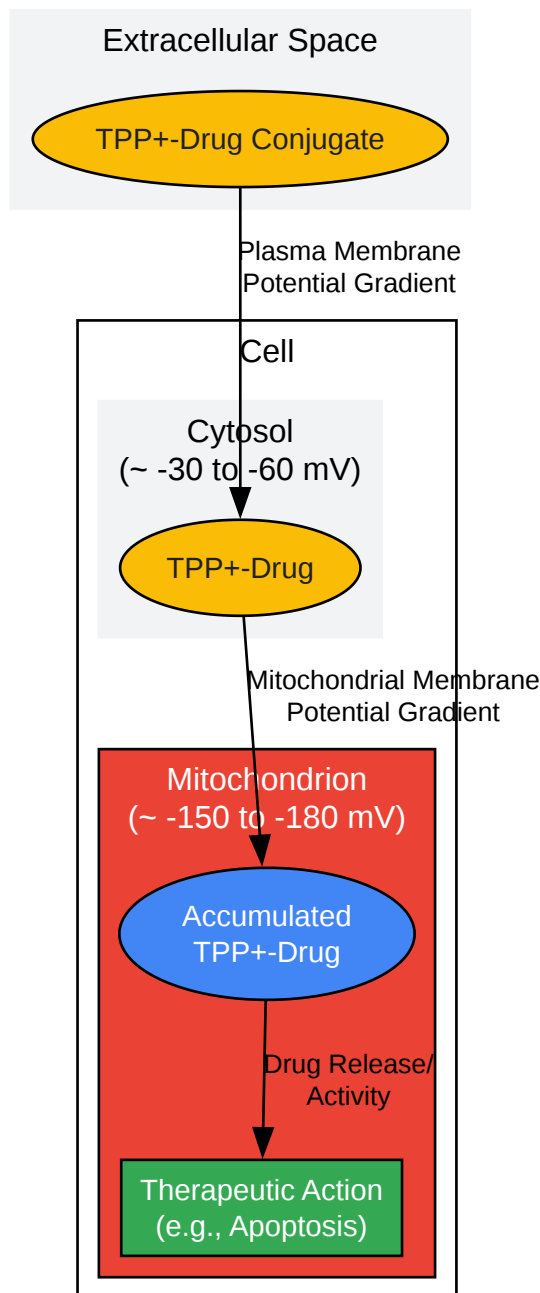 Extracellular Space
TPP+-Drug Conjugate
Plasma Membrane
Potential Gradient
Cell
Cytosol
(~ -30 to -60 mV)
TPP+-Drug
Mitochondrial Membrane
Potential Gradient
Mitochondrion
(~ -150 to -180 mV)
Accumulated
TPP+-Drug
Drug Release/
Activity
Therapeutic Action
(e.g., Apoptosis)